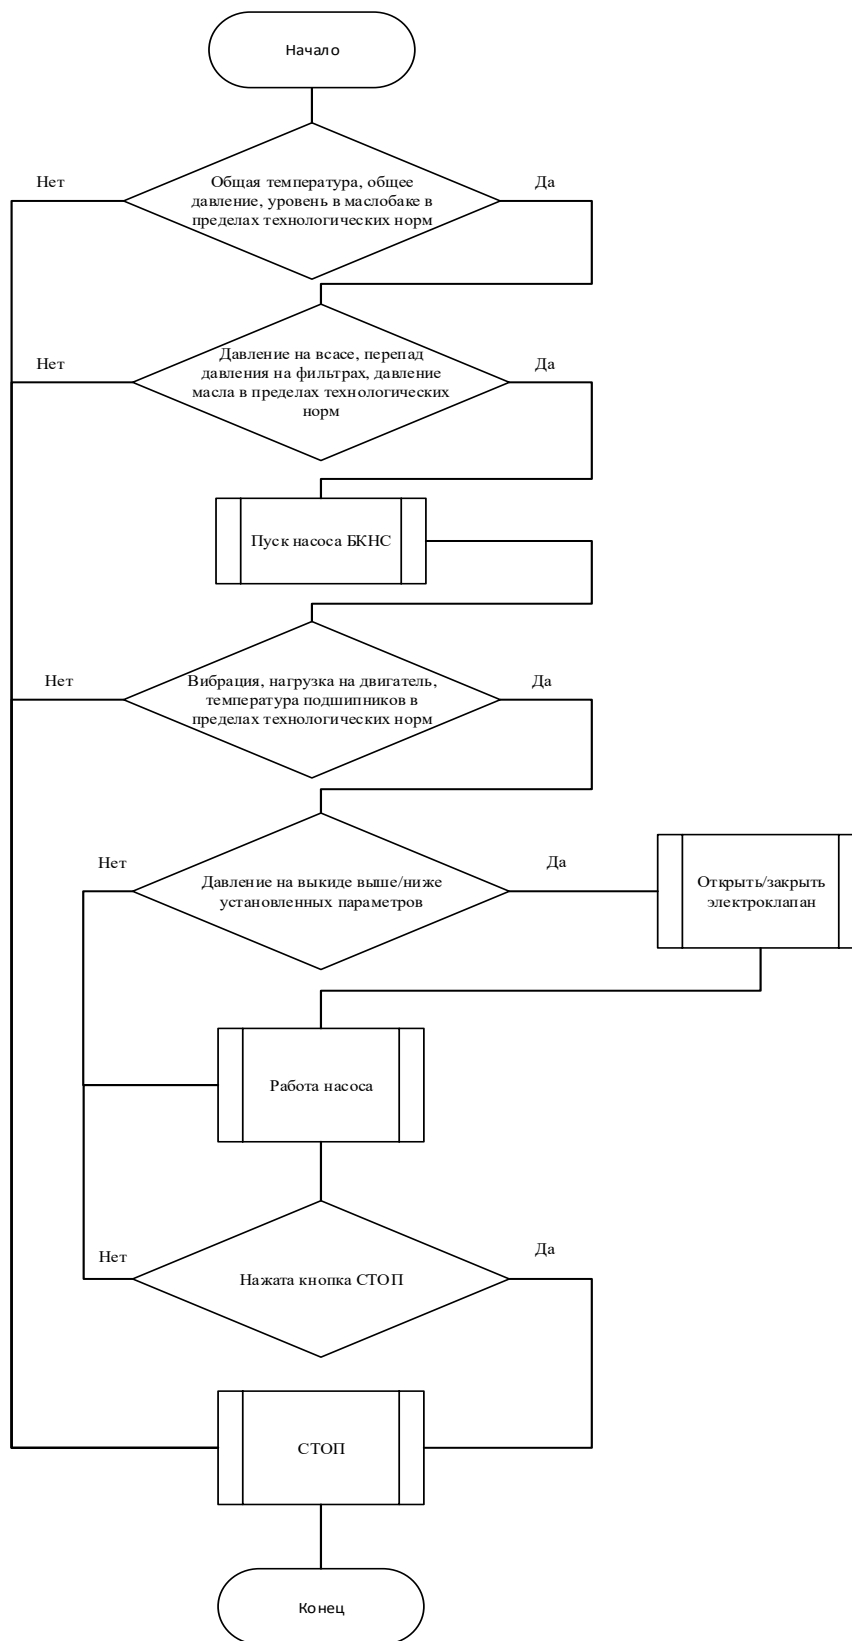 Начало
Нет
Да
Общая температура, общее
давление, уровень в маслобаке в
пределах технологических норм
Нет
Да
Давление на всасе, перепад
давления на фильтрах, давление
масла в пределах технологических
норм
Пуск насоса БКНС
Нет
Да
Вибрация, нагрузка на двигатель,
температура подшипников в
пределах технологических норм
Нет
Да
Давление на выкиде выше/ниже
установленных параметров
Открыть/закрыть
электроклапан
Работа насоса
Нет
Да
Нажата кнопка СТОП
СТОП
Конец